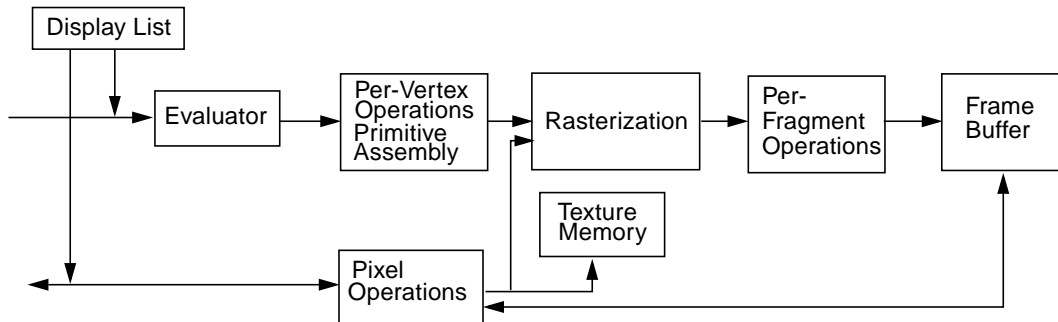 Display List
Evaluator
Per-Vertex
Operations
Primitive
Assembly
Rasterization
Per-
Fragment
Operations
Frame
Buffer
Texture
Memory
Pixel
Operations